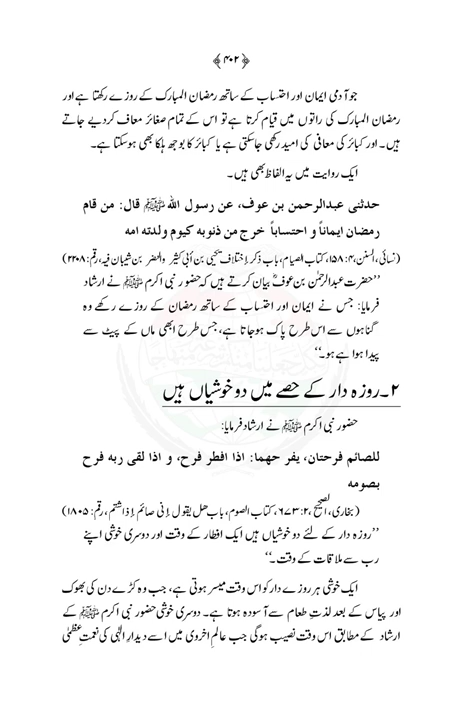 ﴿۴۰۲﴾
جو آدمی ایمان اور احتساب کے ساتھ رمضان المبارک کے روزے رکھتا ہے اور
رمضان المبارک کی راتوں میں قیام کرتا ہے تو اس کے تمام صغائر معاف کردیے جاتے
ہیں۔ اور کبائر کی معافی کی امید رکھی جاسکتی ہے یا کبائر کا بوجھ ہلکا بھی ہوسکتا ہے۔
ایک روایت میں یہ الفاظ بھی ہیں۔
حدثنی عبدالرحمن بن عوف، عن رسول الله ﷺ قال: من قام
رمضان ایماناً و احتساباً خرج من ذنوبه کیوم ولدته امه
(نسائی، السنن، ۴: ۱۵۸، کتاب الصیام، باب ذکر اختلاف یحیی بن أبی کثیر والنضر بن شیبان فیه، رقم: ۲۲۰۸)
’’حضرت عبدالرحمٰن بن عوفؓ بیان کرتے ہیں کہ حضور نبی اکرم ﷺ نے ارشاد
فرمایا: جس نے ایمان اور احتساب کے ساتھ رمضان کے روزے رکھے وہ
گناہوں سے اس طرح پاک ہوجاتا ہے، جس طرح ابھی ماں کے پیٹ سے
پیدا ہوا ہے ہو۔‘‘
۲۔ روزہ دار کے حصے میں دو خوشیاں ہیں
حضور نبی اکرم ﷺ نے ارشاد فرمایا:
للصائم فرحتان، یفر حهما: اذا افطر فرح، و اذا لقی ربه فرح
بصومه
(بخاری، الصحیح، ۲: ۶۷۳، کتاب الصوم، باب هل یقول إنی صائم إذا شتم، رقم: ۱۸۰۵)
’’روزہ دار کے لئے دو خوشیاں ہیں ایک افطار کے وقت اور دوسری خوشی اپنے
رب سے ملاقات کے وقت۔‘‘
ایک خوشی ہر روزے دار کو اس وقت میسر ہوتی ہے، جب وہ کڑے دن کی بھوک
اور پیاس کے بعد لذتِ طعام سے آسودہ ہوتا ہے۔ دوسری خوشی حضور نبی اکرم ﷺ کے
ارشاد کے مطابق اس وقت نصیب ہوگی جب عالمِ اخروی میں اسے دیدارِ الٰہی کی نعمتِ عظمٰی